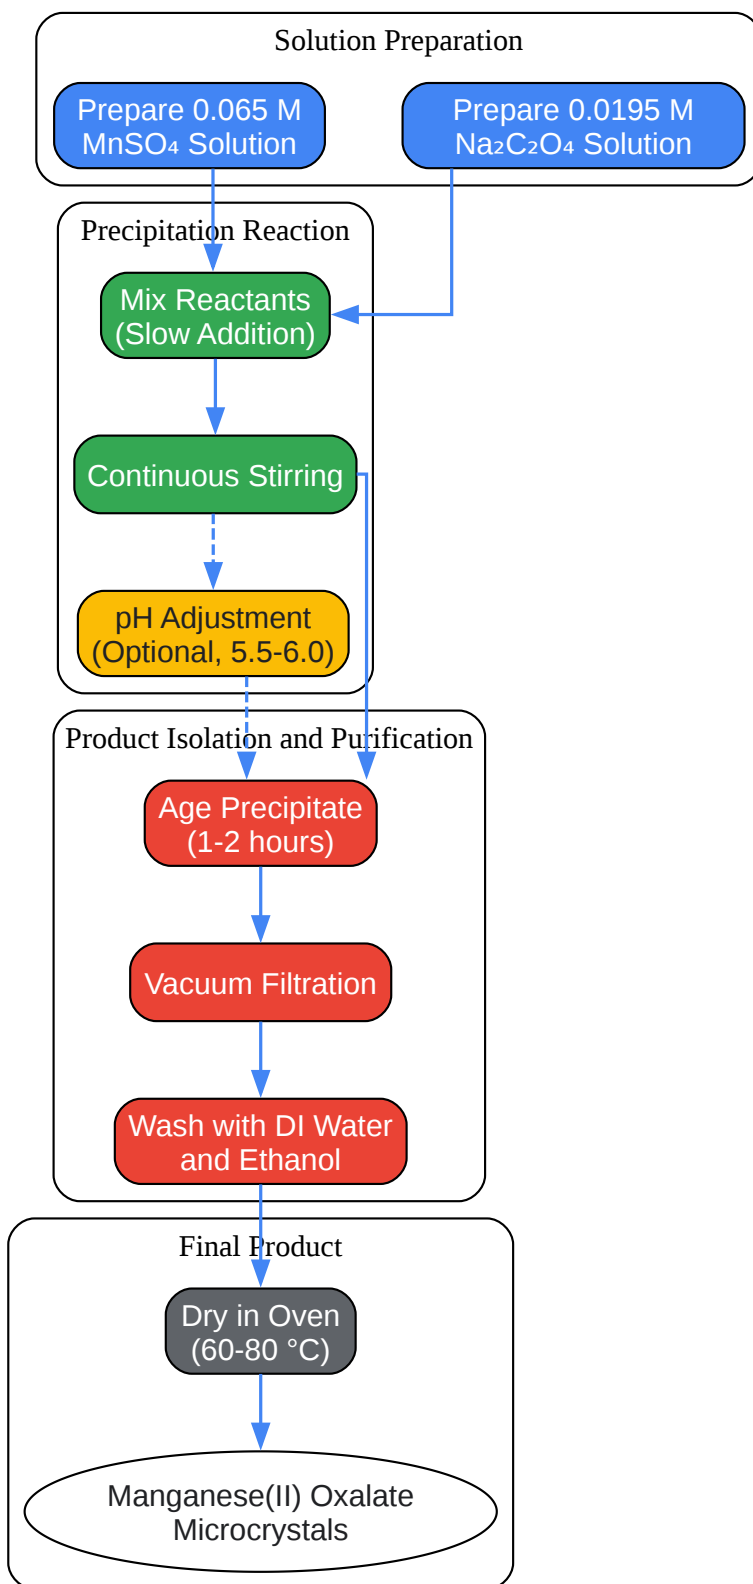 Solution Preparation
Prepare 0.065 M
MnSO₄ Solution
Prepare 0.0195 M
Na₂C₂O₄ Solution
Precipitation Reaction
Mix Reactants
(Slow Addition)
Continuous Stirring
pH Adjustment
(Optional, 5.5-6.0)
Product Isolation and Purification
Age Precipitate
(1-2 hours)
Vacuum Filtration
Wash with DI Water
and Ethanol
Final Product
Dry in Oven
(60-80 °C)
Manganese(II) Oxalate
Microcrystals